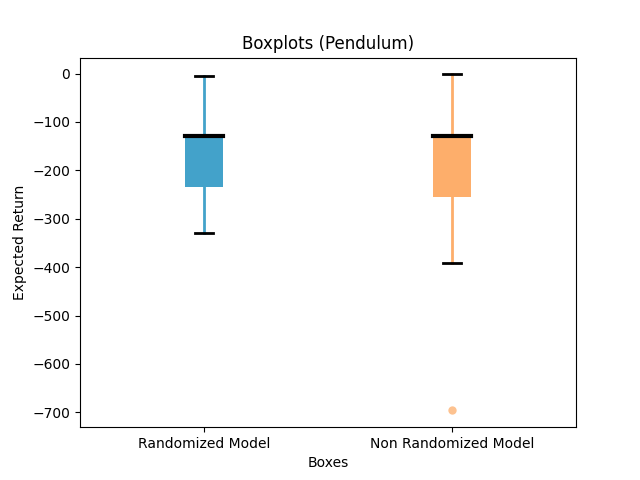 Boxplots (Pendulum)
Expected Return
0
−100
−200
−300
−400
−500
−600
−700
Randomized Model
Non Randomized Model
Boxes